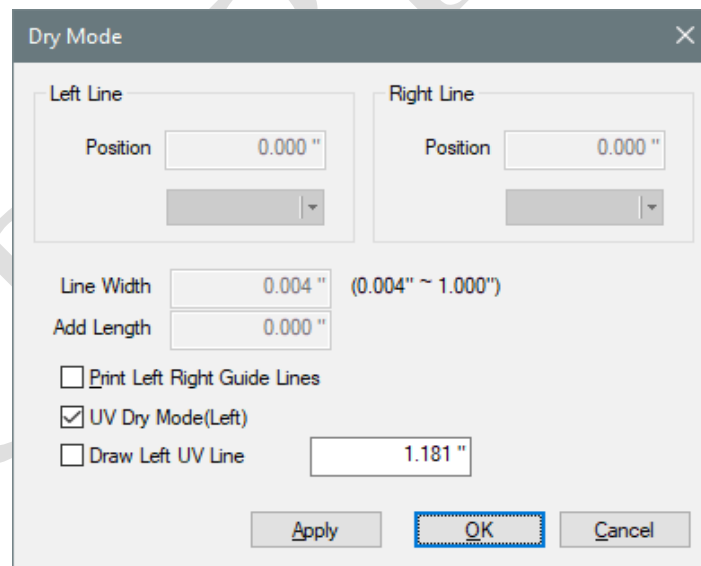 Dry Mode
Left Line
Position 0.000 "
Right Line
Position 0.000 "
Line Width 0.004 " (0.004" ~ 1.000")
Add Length 0.000 "
Print Left Right Guide Lines
UV Dry Mode(Left)
Draw Left UV Line 1.181 "
Apply OK Cancel